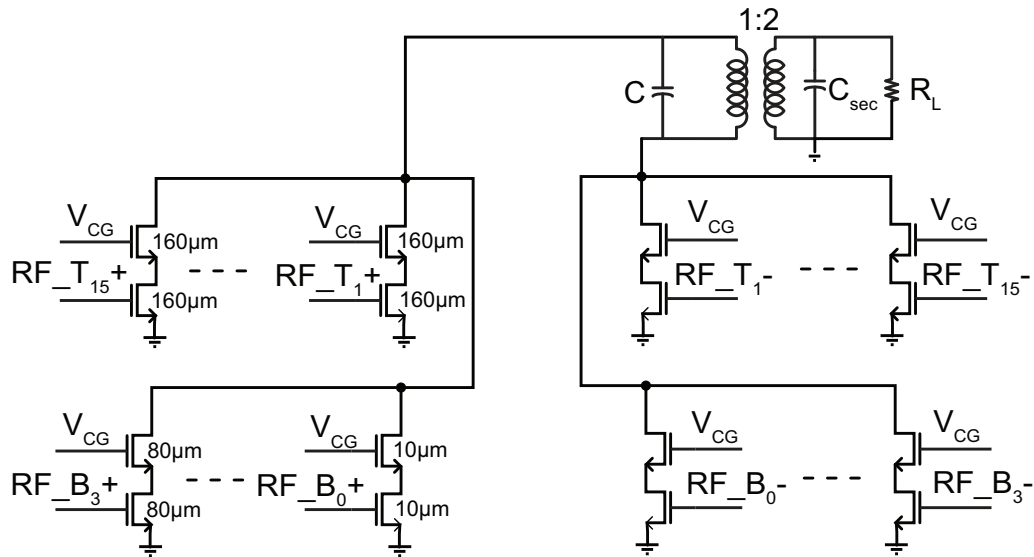 1:2
C
C_sec
R_L
V_CG
160µm
RF_T_15+
160µm
V_CG
160µm
RF_T_1+
160µm
V_CG
RF_T_1-
V_CG
RF_T_15-
V_CG
80µm
RF_B_3+
80µm
V_CG
10µm
RF_B_0+
10µm
V_CG
RF_B_0-
V_CG
RF_B_3-